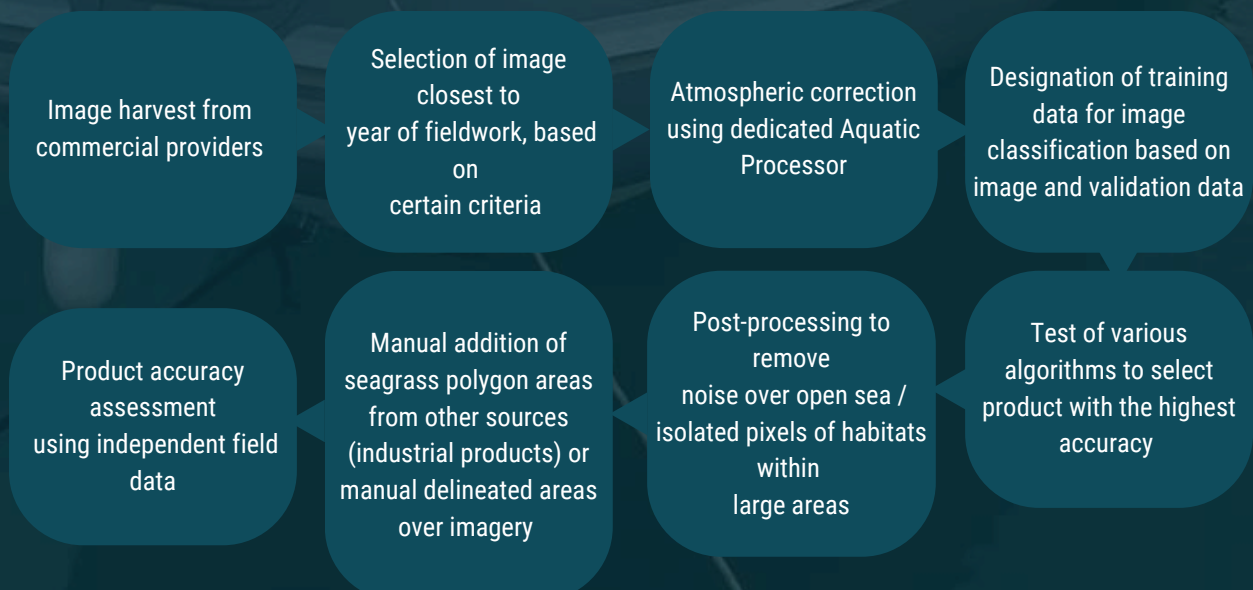 Image harvest from
commercial providers
Selection of image
closest to
year of fieldwork, based
on
certain criteria
Atmospheric correction
using dedicated Aquatic
Processor
Designation of training
data for image
classification based on
image and validation data
Test of various
algorithms to select
product with the highest
accuracy
Post-processing to
remove
noise over open sea /
isolated pixels of habitats
within
large areas
Manual addition of
seagrass polygon areas
from other sources
(industrial products) or
manual delineated areas
over imagery
Product accuracy
assessment
using independent field
data